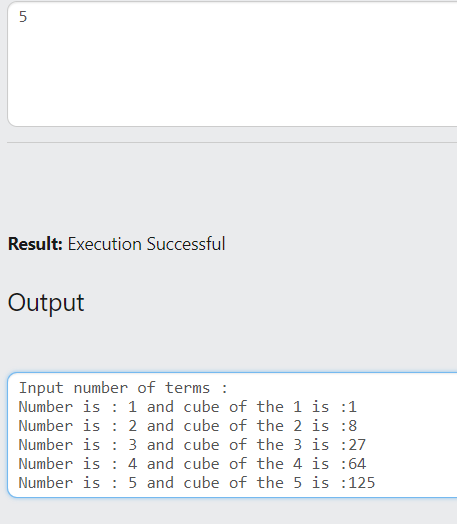 5
Result: Execution Successful
Output
Input number of terms :
Number is : 1 and cube of the 1 is :1
Number is : 2 and cube of the 2 is :8
Number is : 3 and cube of the 3 is :27
Number is : 4 and cube of the 4 is :64
Number is : 5 and cube of the 5 is :125